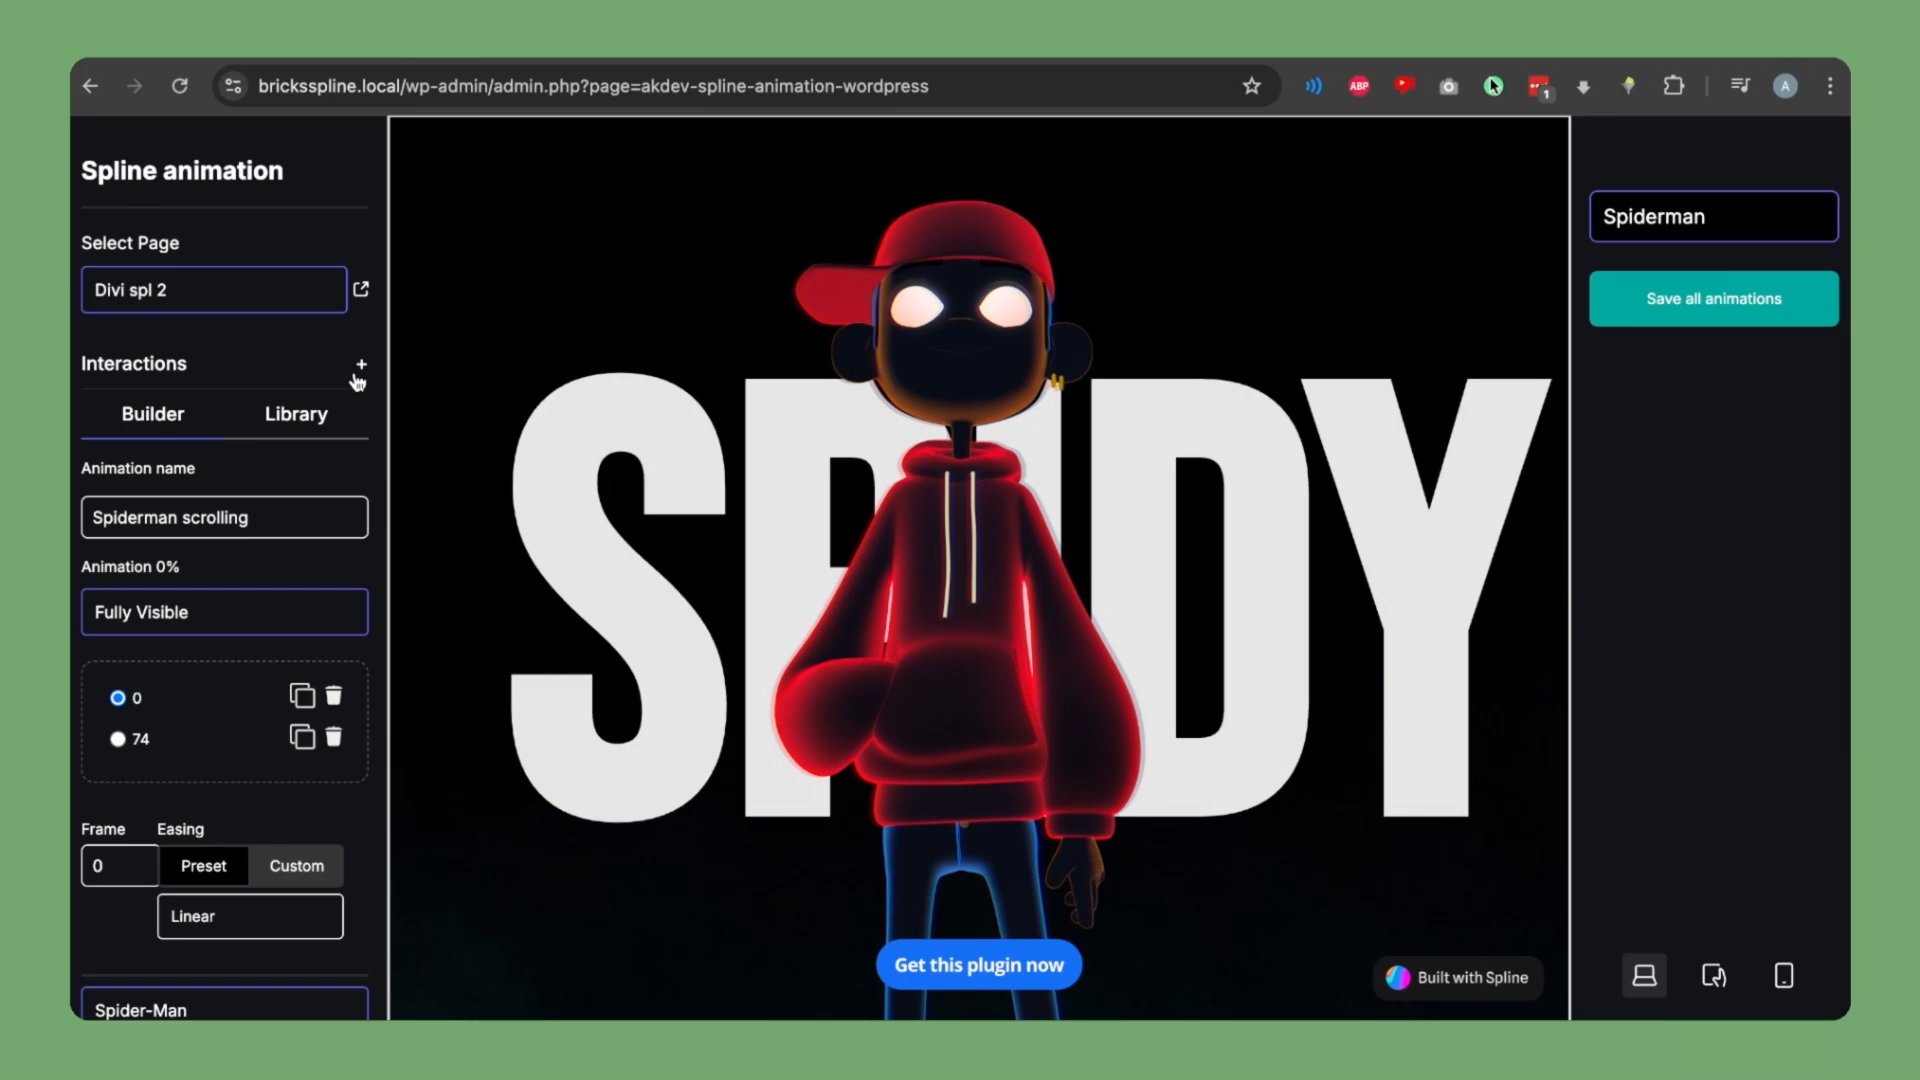 bricksspline.local/wp-admin/admin.php?page=akdev-spline-animation-wordpress
ABP
1
A
Spline animation
Select Page
Divi spl 2
Interactions
+
Builder
Library
Animation name
Spiderman scrolling
Animation 0%
Fully Visible
0
74
Frame
Easing
0
Preset
Custom
Linear
Spider-Man
SPIDY
Get this plugin now
Built with Spline
Spiderman
Save all animations